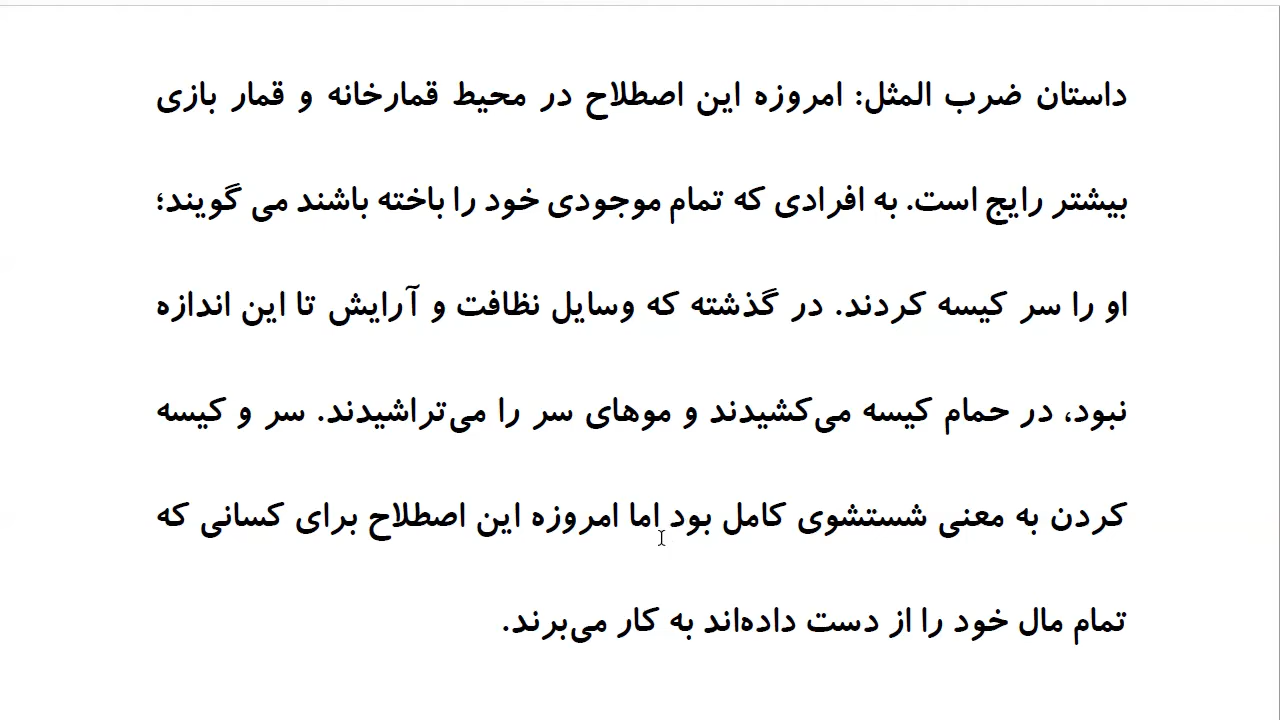 داستان ضرب المثل: امروزه این اصطلاح در محیط قمارخانه و قمار بازی
بیشتر رایج است. به افرادی که تمام موجودی خود را باخته باشند می گویند؛
او را سر کیسه کردند. در گذشته که وسایل نظافت و آرایش تا این اندازه
نبود، در حمام کیسه می‌کشیدند و موهای سر را می‌تراشیدند. سر و کیسه
کردن به معنی شستشوی کامل بود اما امروزه این اصطلاح برای کسانی که
تمام مال خود را از دست داده‌اند به کار می‌برند.